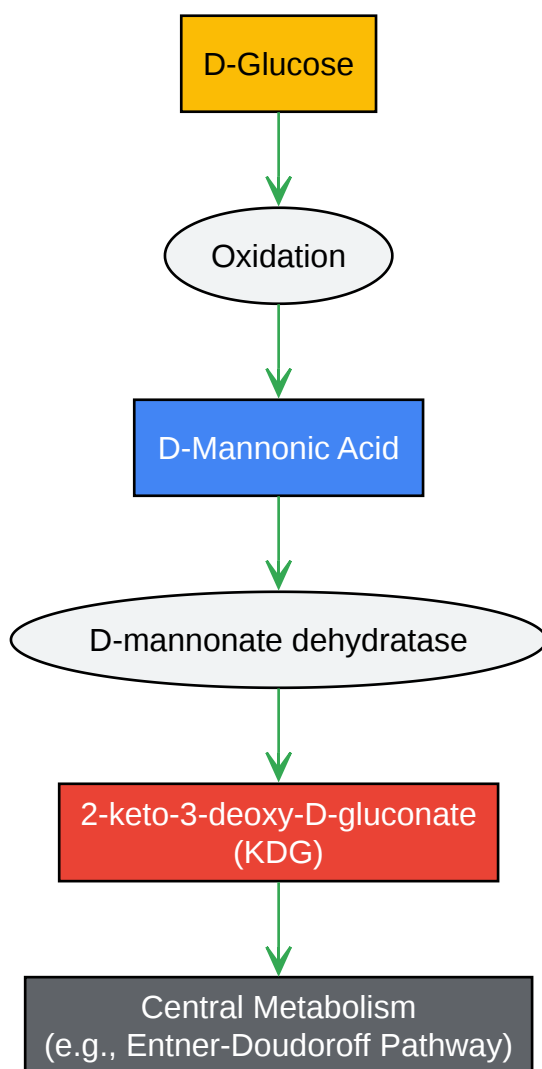 D-Glucose
Oxidation
D-Mannonic Acid
D-mannonate dehydratase
2-keto-3-deoxy-D-gluconate
(KDG)
Central Metabolism
(e.g., Entner-Doudoroff Pathway)